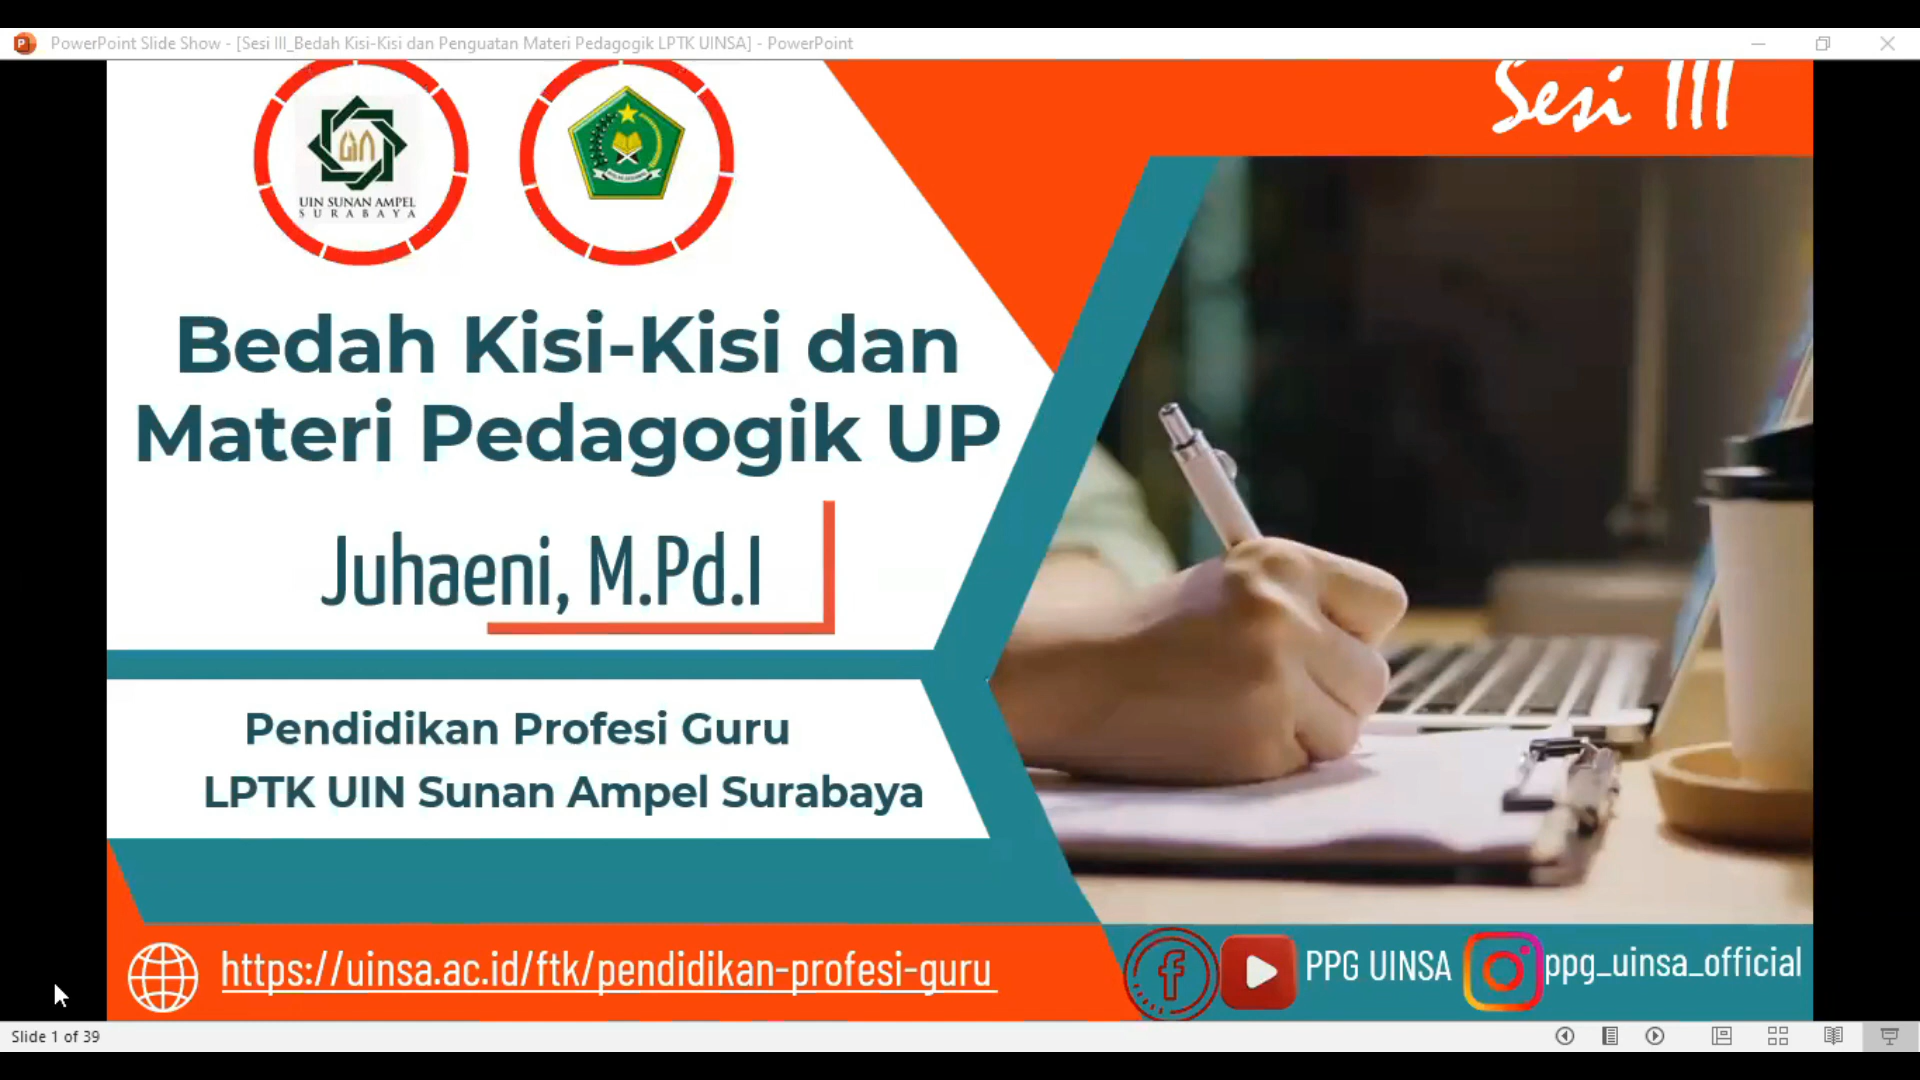 PowerPoint Slide Show - [Sesi III_Bedah Kisi-Kisi dan Penguatan Materi Pedagogik LPTK UINSA] - PowerPoint
Sesi III
UIN SUNAN AMPEL
SURABAYA
Bedah Kisi-Kisi dan
Materi Pedagogik UP
Juhaeni, M.Pd.I
Pendidikan Profesi Guru
LPTK UIN Sunan Ampel Surabaya
https://uinsa.ac.id/ftk/pendidikan-profesi-guru
PPG UINSA
ppg_uinsa_official
Slide 1 of 39